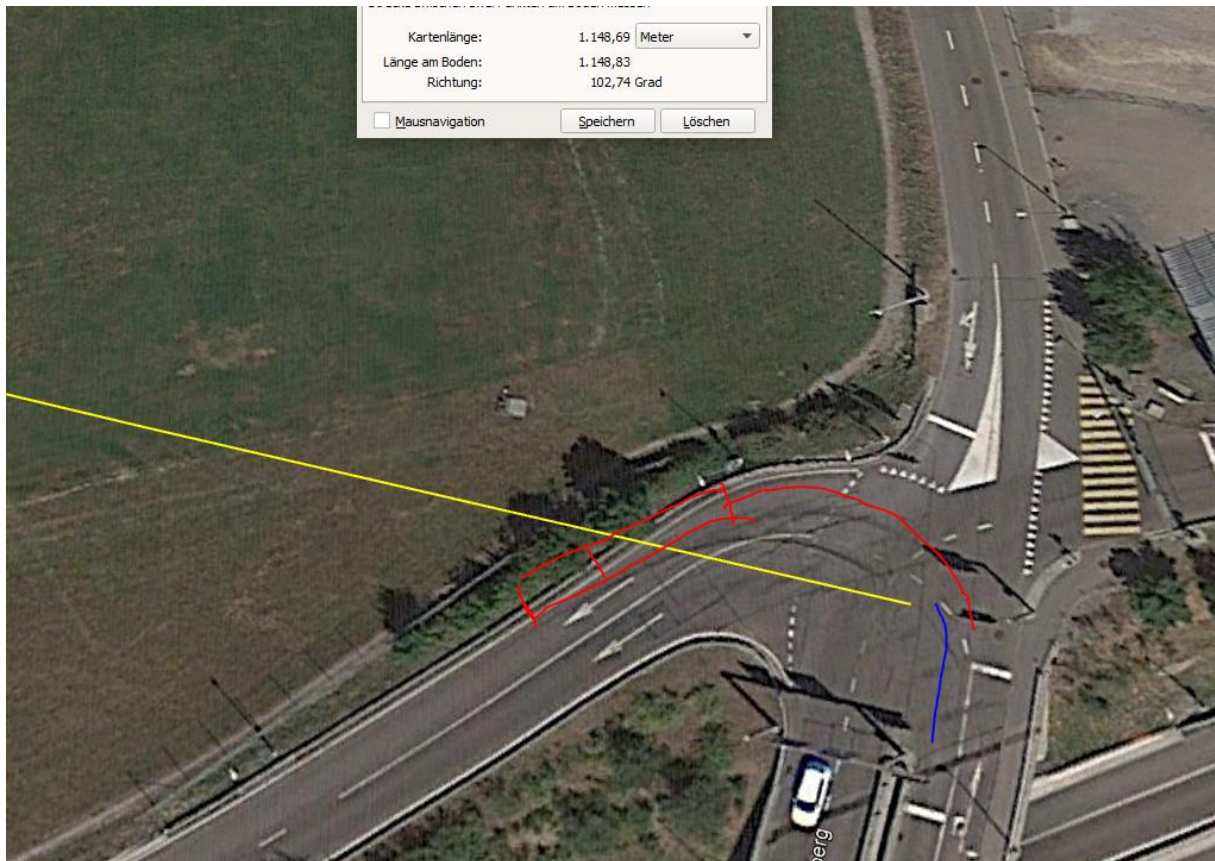 Kartenlänge: 1.148,69 Meter
Länge am Boden: 1.148,83
Richtung: 102,74 Grad
Mausnavigation Speichern Löschen
berg